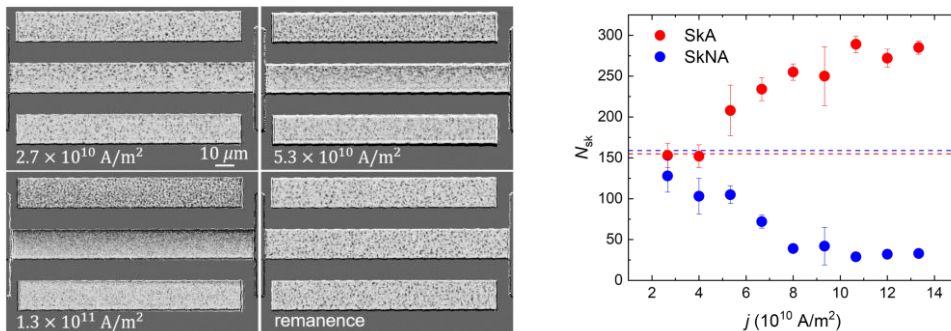 2.7 × 10¹⁰ A/m²
10 μm
5.3 × 10¹⁰ A/m²
1.3 × 10¹¹ A/m²
remanence
SkA
SkNA
300
250
200
150
100
50
0
N_sk
2 4 6 8 10 12 14
j (10¹⁰ A/m²)